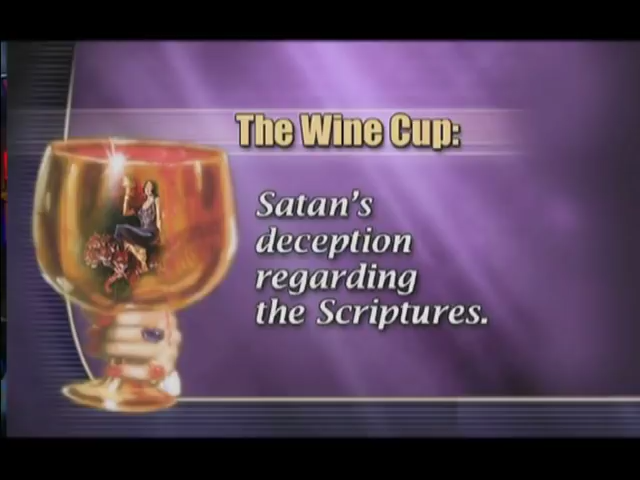 The Wine Cup:
Satan's
deception
regarding
the Scriptures.